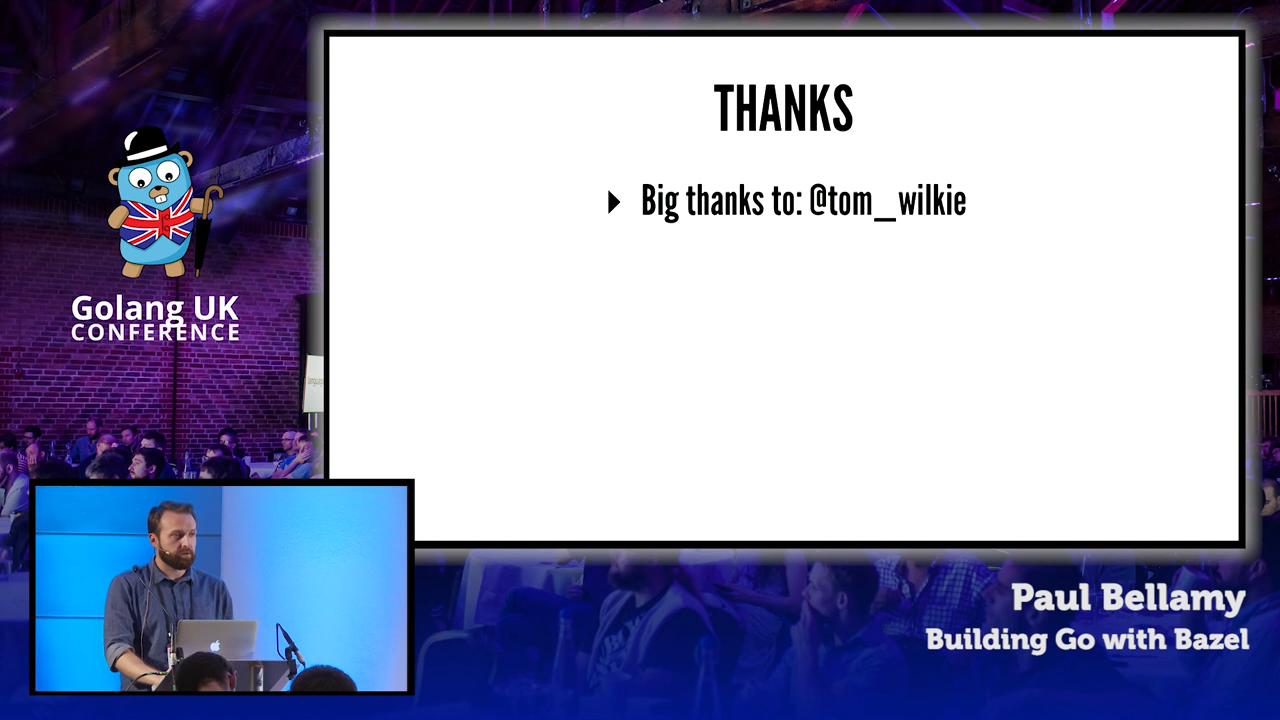 THANKS
Big thanks to: @tom_wilkie
Golang UK
CONFERENCE
Paul Bellamy
Building Go with Bazel